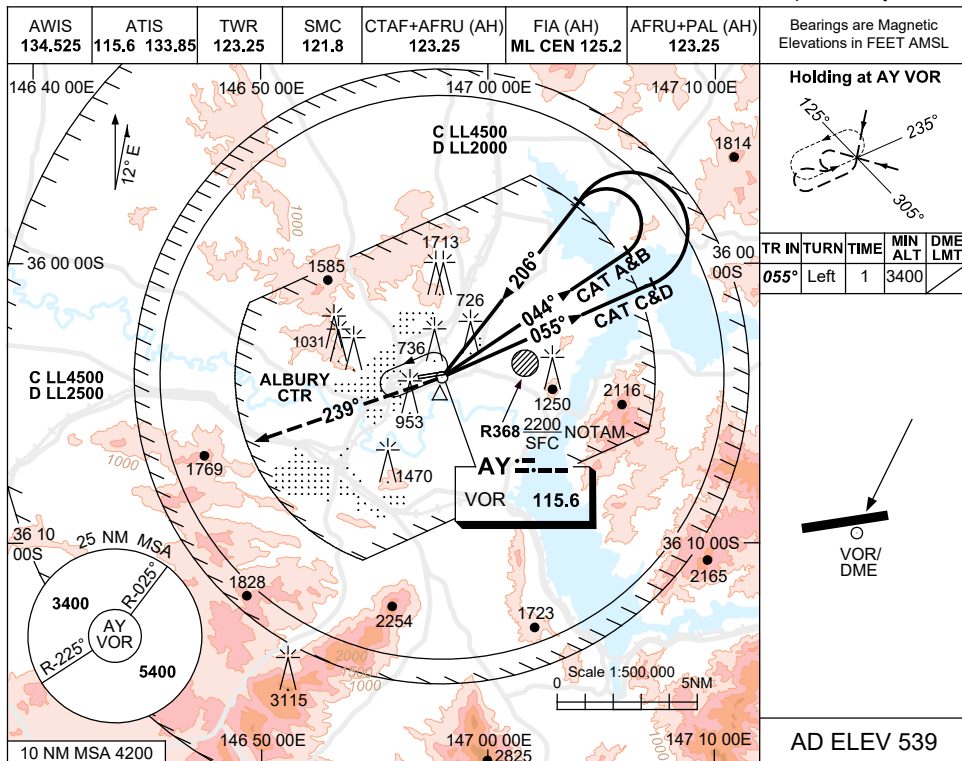 AWIS
134.525
ATIS
115.6 133.85
TWR
123.25
SMC
121.8
CTAF+AFRU (AH)
123.25
FIA (AH)
ML CEN 125.2
AFRU+PAL (AH)
123.25
Bearings are Magnetic
Elevations in FEET AMSL
146 40 00E
146 50 00E
147 00 00E
147 10 00E
12° E
C LL4500
D LL2000
1000
1814
1713
36 00
00S
36 00
00S
1585
726
206°
044°
CAT A&B
055°
CAT C&D
1031
736
ALBURY
CTR
C LL4500
D LL2500
239°
953
1250
2116
R368
2200
SFC
NOTAM
AY
VOR 115.6
1470
1769
1000
36 10
00S
36 10 00S
2165
25 NM MSA
3400
R-025°
AY
VOR
R-225°
5400
1828
2254
1723
2000
1500
1000
3115
Scale 1:500,000
0
5NM
1000
146 50 00E
147 00 00E
147 10 00E
2825
10 NM MSA 4200
Holding at AY VOR
125°
235°
305°
TR IN TURN TIME MIN ALT DME LMT
055° Left 1 3400
VOR/
DME
AD ELEV 539